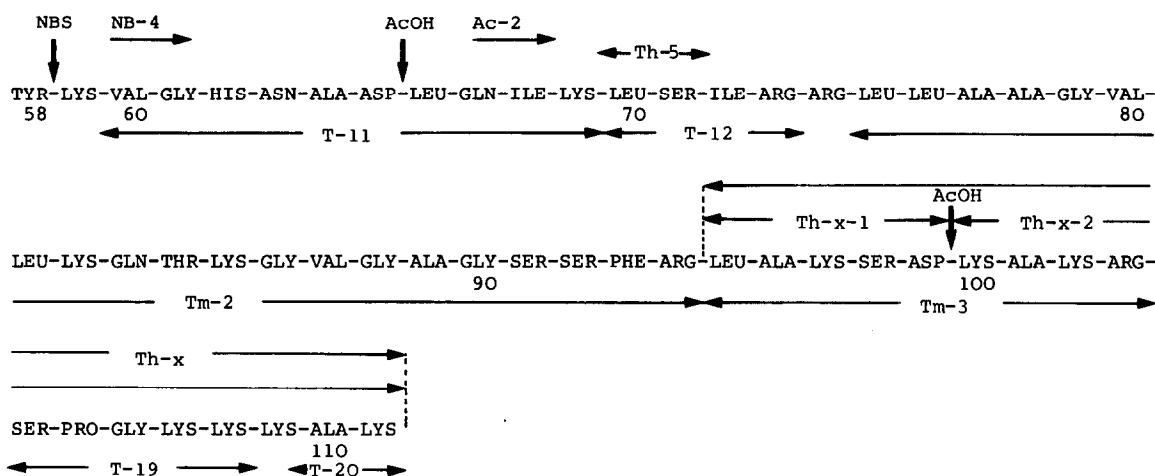 NBS NB-4 AcOH Ac-2
Th-5
TYR-LYS-VAL-GLY-HIS-ASN-ALA-ASP-LEU-GLN-ILE-LYS-LEU-SER-ILE-ARG-ARG-LEU-LEU-ALA-ALA-GLY-VAL-
58 60 70 80
T-11 T-12
AcOH
Th-x-1 Th-x-2
LEU-LYS-GLN-THR-LYS-GLY-VAL-GLY-ALA-GLY-SER-SER-PHE-ARG-LEU-ALA-LYS-SER-ASP-LYS-ALA-LYS-ARG-
90 100
Tm-2 Tm-3
Th-x
SER-PRO-GLY-LYS-LYS-LYS-ALA-LYS
110
T-19 T-20